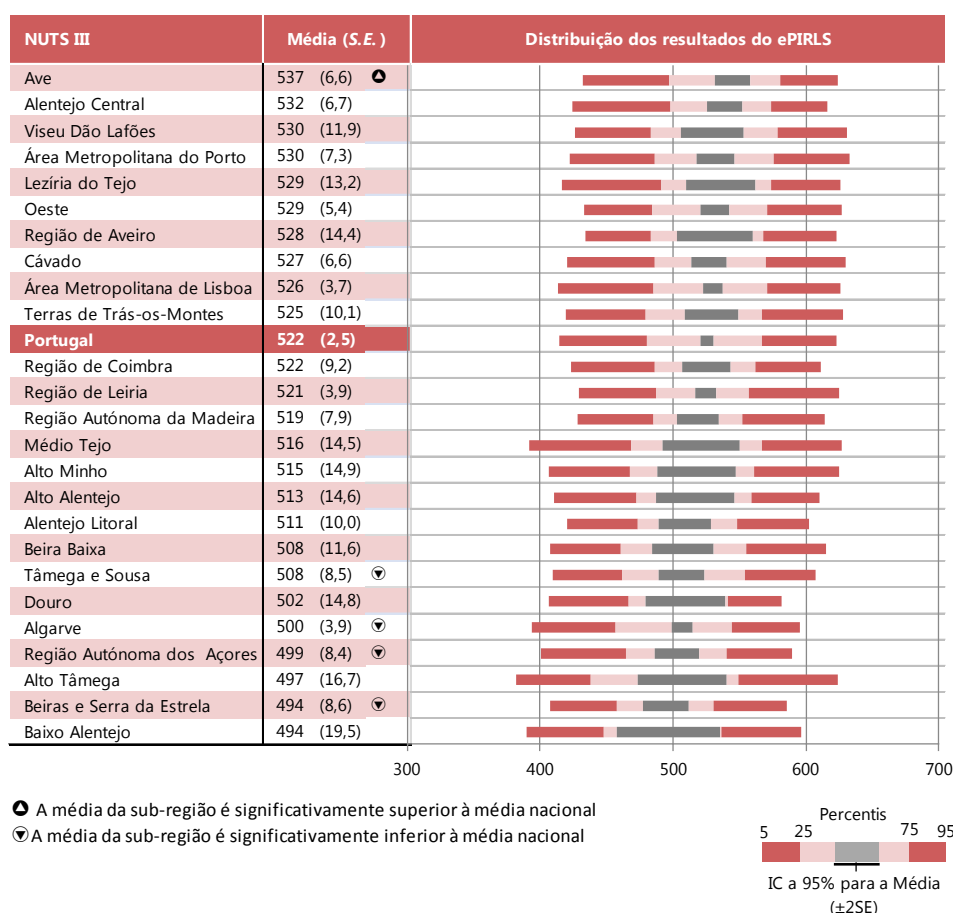 NUTS III Média (S.E. ) Distribuição dos resultados do ePIRLS
Ave 537 (6,6)
Alentejo Central 532 (6,7)
Viseu Dão Lafões 530 (11,9)
Área Metropolitana do Porto 530 (7,3)
Lezíria do Tejo 529 (13,2)
Oeste 529 (5,4)
Região de Aveiro 528 (14,4)
Cávado 527 (6,6)
Área Metropolitana de Lisboa 526 (3,7)
Terras de Trás-os-Montes 525 (10,1)
Portugal 522 (2,5)
Região de Coimbra 522 (9,2)
Região de Leiria 521 (3,9)
Região Autónoma da Madeira 519 (7,9)
Médio Tejo 516 (14,5)
Alto Minho 515 (14,9)
Alto Alentejo 513 (14,6)
Alentejo Litoral 511 (10,0)
Beira Baixa 508 (11,6)
Tâmega e Sousa 508 (8,5)
Douro 502 (14,8)
Algarve 500 (3,9)
Região Autónoma dos Açores 499 (8,4)
Alto Tâmega 497 (16,7)
Beiras e Serra da Estrela 494 (8,6)
Baixo Alentejo 494 (19,5)
300 400 500 600 700
A média da sub-região é significativamente superior à média nacional
A média da sub-região é significativamente inferior à média nacional
Percentis
5 25 75 95
IC a 95% para a Média
(±2SE)